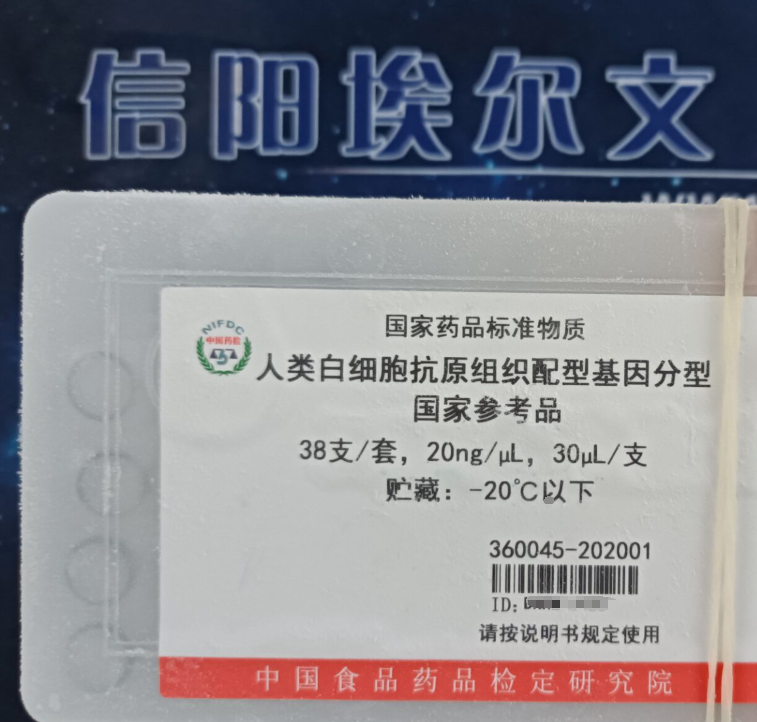 信阳埃尔文
NIFDC
中国药检
国家药品标准物质
人类白细胞抗原组织配型基因分型
国家参考品
38支/套，20ng/μL，30μL/支
贮藏：-20℃以下
360045-202001
ID:
请按说明书规定使用
中国食品药品检定研究院